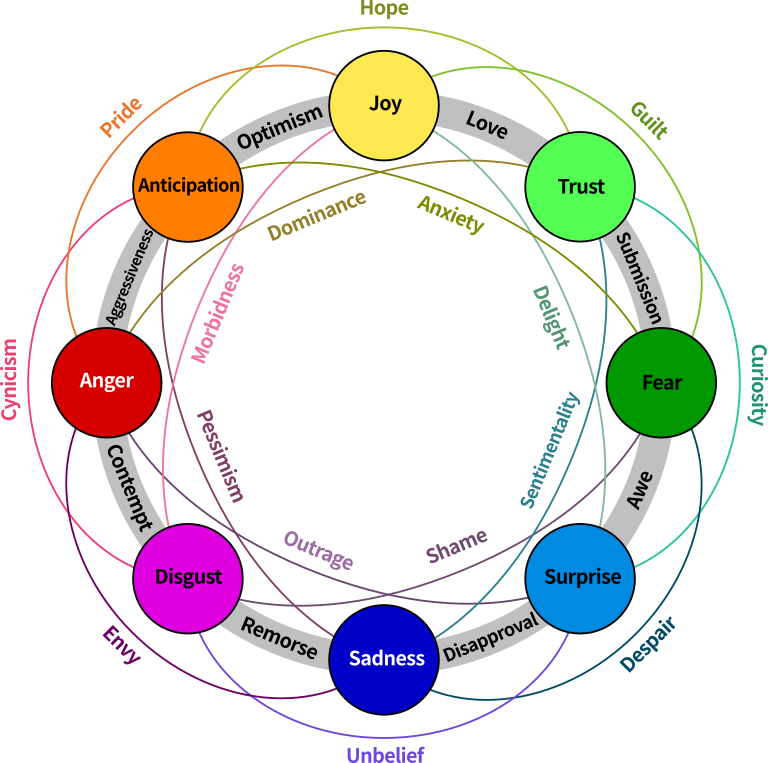 Hope
Pride
Joy
Guilt
Optimism
Love
Anticipation
Trust
Dominance
Anxiety
Aggressiveness
Submission
Morbidness
Delight
Cynicism
Anger
Fear
Curiosity
Pessimism
Sentimentality
Contempt
Awe
Outrage
Shame
Disgust
Surprise
Remorse
Disapproval
Envy
Sadness
Despair
Unbelief